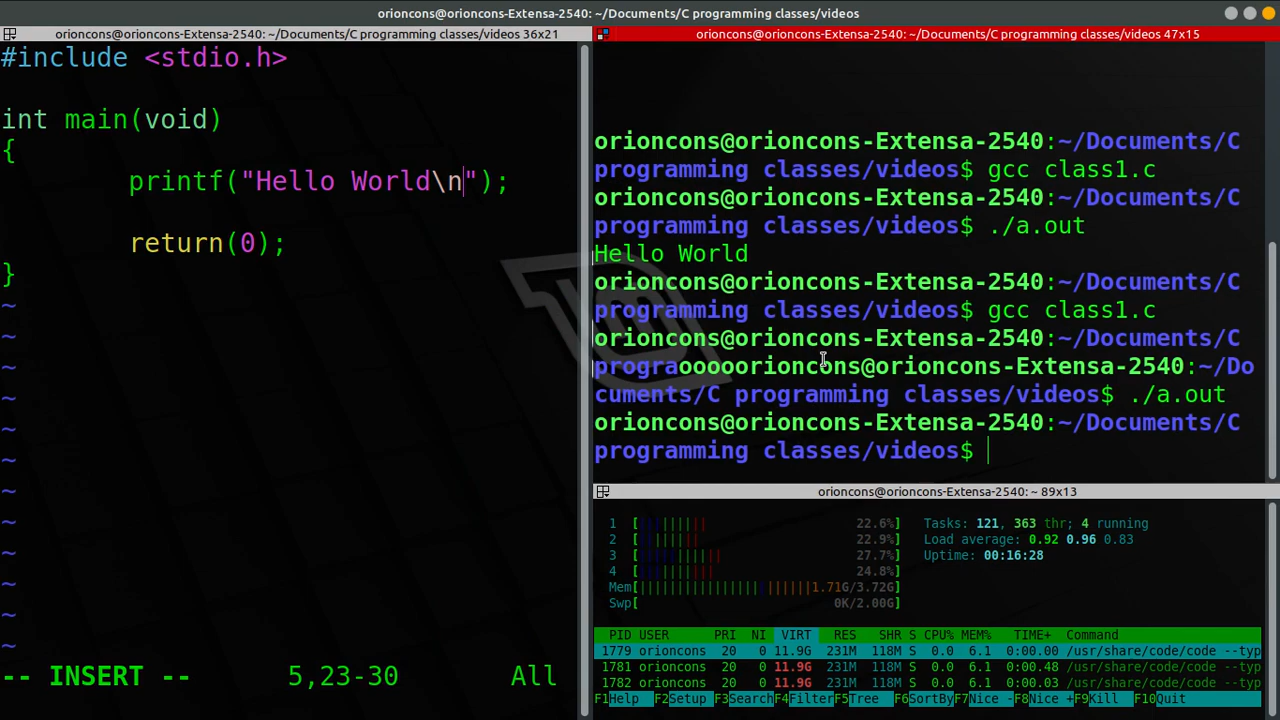 orioncons@orioncons-Extensa-2540: ~/Documents/C programming classes/videos
orioncons@orioncons-Extensa-2540: ~/Documents/C programming classes/videos 36x21
#include <stdio.h>
int main(void)
{
printf("Hello World\n");
return(0);
}
~
~
~
~
~
~
~
~
~
~
~
~
-- INSERT -- 5,23-30 All
orioncons@orioncons-Extensa-2540: ~/Documents/C programming classes/videos 47x15
orioncons@orioncons-Extensa-2540:~/Documents/C
programming classes/videos$ gcc class1.c
orioncons@orioncons-Extensa-2540:~/Documents/C
programming classes/videos$ ./a.out
Hello World
orioncons@orioncons-Extensa-2540:~/Documents/C
programming classes/videos$ gcc class1.c
orioncons@orioncons-Extensa-2540:~/Documents/C
prograoooooorioncons@orioncons-Extensa-2540:~/Do
cuments/C programming classes/videos$ ./a.out
orioncons@orioncons-Extensa-2540:~/Documents/C
programming classes/videos$
orioncons@orioncons-Extensa-2540: ~ 89x13
1 [||||||||| 22.6%] Tasks: 121, 363 thr; 4 running
2 [|||||||| 22.9%] Load average: 0.92 0.96 0.83
3 [||||||||||| 27.7%] Uptime: 00:16:28
4 [|||||||||| 24.8%]
Mem[||||||||||||||||||||||1.71G/3.72G]
Swp[ 0K/2.00G]
PID USER PRI NI VIRT RES SHR S CPU% MEM% TIME+ Command
1779 orioncons 20 0 11.9G 231M 118M S 0.0 6.1 0:00.00 /usr/share/code/code --typ
1781 orioncons 20 0 11.9G 231M 118M S 0.0 6.1 0:00.48 /usr/share/code/code --typ
1782 orioncons 20 0 11.9G 231M 118M S 0.0 6.1 0:00.03 /usr/share/code/code --typ
F1Help F2Setup F3Search F4Filter F5Tree F6SortBy F7Nice - F8Nice + F9Kill F10Quit